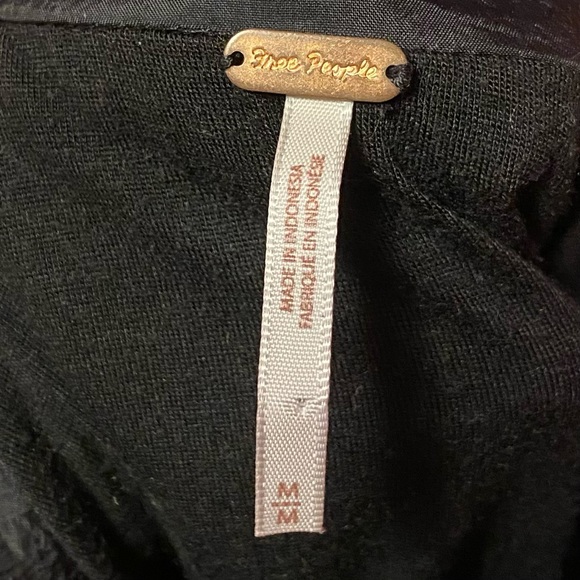 Free People
MADE IN INDONESIA
FABRIQUÉ EN INDONÉSIE
M
M